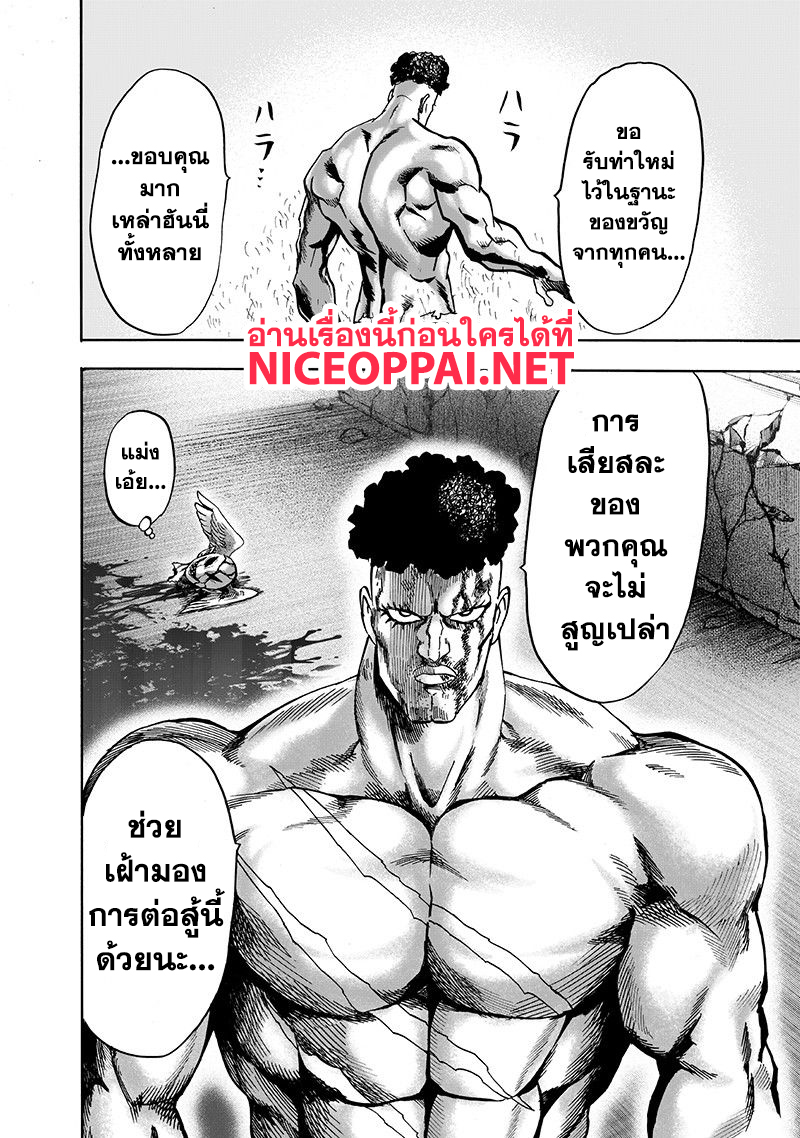 ขอ
รับท่าใหม่
ไว้ในฐานะ
ของขวัญ
จากทุกคน...
ハラ
ハラ
...ขอบคุณ
มาก
เหล่าฮันนี่
ทั้งหลาย
อ่านเรื่องนี้ก่อนใครได้ที่
NICEOPPAI.NET
การ
เสียสละ
ของ
พวกคุณ
จะไม่
สูญเปล่า
แม่ง
เอ้ย...
ช่วย
เฝ้ามอง
การต่อสู้นี้
ด้วยนะ...